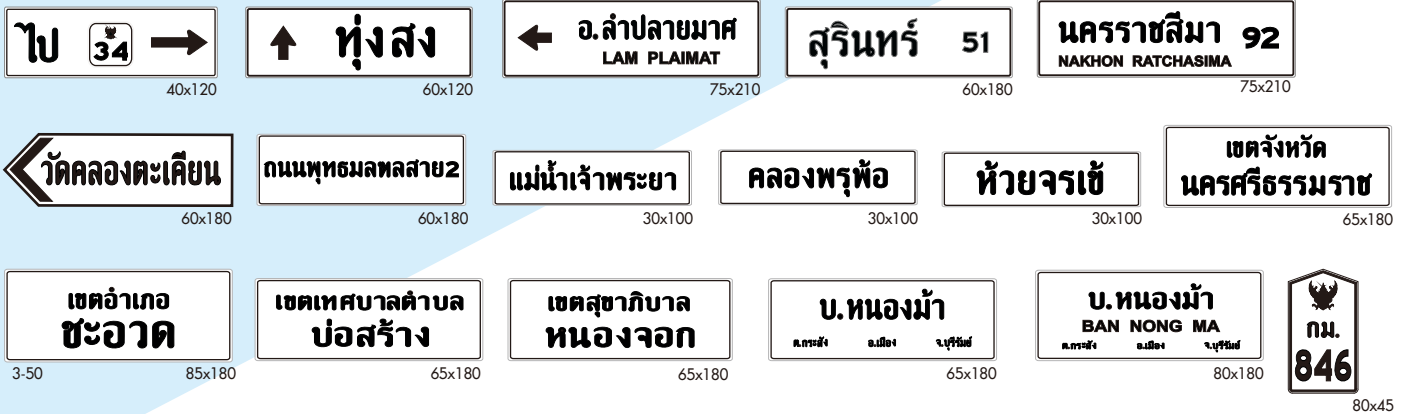 ไป 34
40x120
ทุ่งสง
60x120
อ.ลำปลายมาศ
LAM PLAIMAT
75x210
สุรินทร์ 51
60x180
นครราชสีมา 92
NAKHON RATCHASIMA
75x210
วัดคลองตะเคียน
60x180
ถนนพุทธมลฑลสาย2
60x180
แม่น้ำเจ้าพระยา
30x100
คลองพรุพ้อ
30x100
ห้วยจรเข้
30x100
เขตจังหวัด
นครศรีธรรมราช
65x180
เขตอำเภอ
ชะอวด
3-50 85x180
เขตเทศบาลตำบล
บ่อสร้าง
65x180
เขตสุขาภิบาล
หนองจอก
65x180
บ.หนองม้า
ต.กระสัง อ.เมือง จ.บุรีรัมย์
65x180
บ.หนองม้า
BAN NONG MA
ต.กระสัง อ.เมือง จ.บุรีรัมย์
80x180
กม.
846
80x45